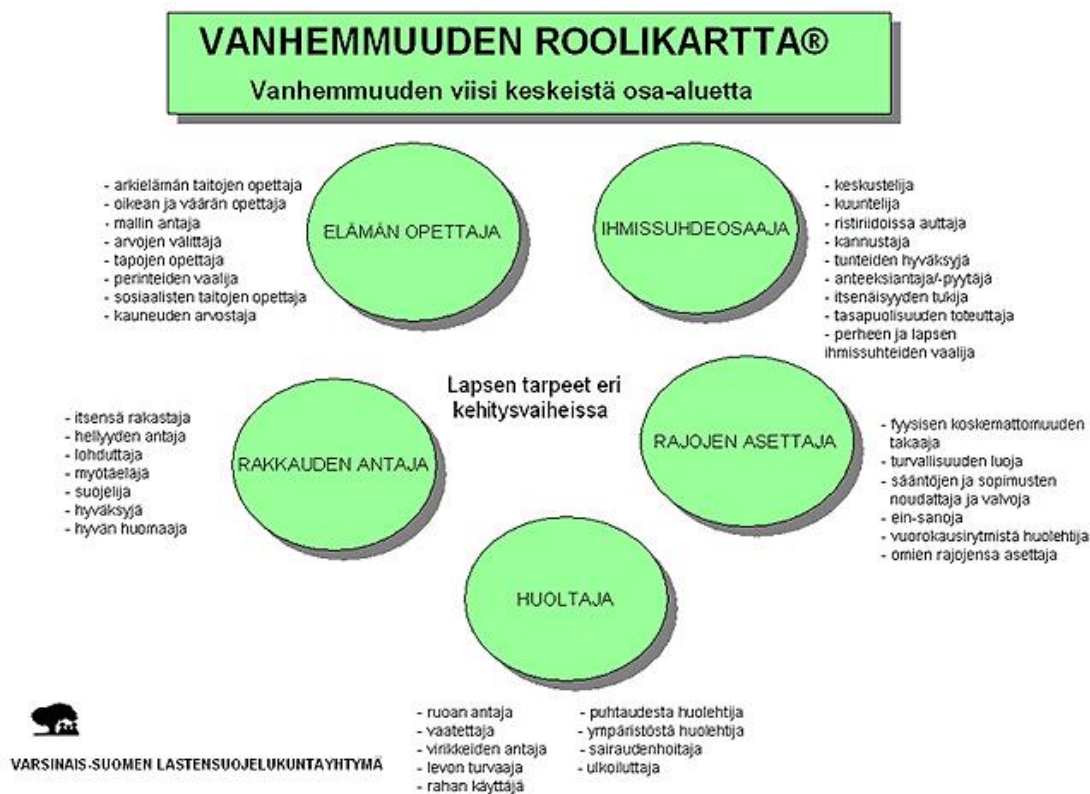 VANHEMMUUDEN ROOLIKARTTA®
Vanhemmuuden viisi keskeistä osa-aluetta
- arkielämän taitojen opettaja
- oikean ja väärän opettaja
- mallin antaja
- arvojen välittäjä
- tapojen opettaja
- perinteiden vaalija
- sosiaalisten taitojen opettaja
- kauneuden arvostaja
ELÄMÄN OPETTAJA
IHMISSUHDEOSAAJA
- keskustelija
- kuuntelija
- ristiriidoissa auttaja
- kannustaja
- tunteiden hyväksyjä
- anteeksiantaja/-pyytäjä
- itsenäisyyden tukija
- tasapuolisuuden toteuttaja
- perheen ja lapsen
ihmissuhteiden vaalija
Lapsen tarpeet eri
kehitysvaiheissa
- itsensä rakastaja
- hellyyden antaja
- lohduttaja
- myötäeläjä
- suojelija
- hyväksyjä
- hyvän huomaaja
RAKKAUDEN ANTAJA
RAJOJEN ASETTAJA
- fyysisen koskemattomuuden
takaaja
- turvallisuuden luoja
- sääntöjen ja sopimusten
noudattaja ja valvoja
- ein-sanoja
- vuorokausirytmistä huolehtija
- omien rajojensa asettaja
HUOLTAJA
- ruoan antaja
- vaatettaja
- virikkeiden antaja
- levon turvaaja
- rahan käyttäjä
- puhtaudesta huolehtija
- ympäristöstä huolehtija
- sairaudenhoitaja
- ulkoiluttaja
VARSINAIS-SUOMEN LASTENSUOJELUKUNTAYHTYMÄ